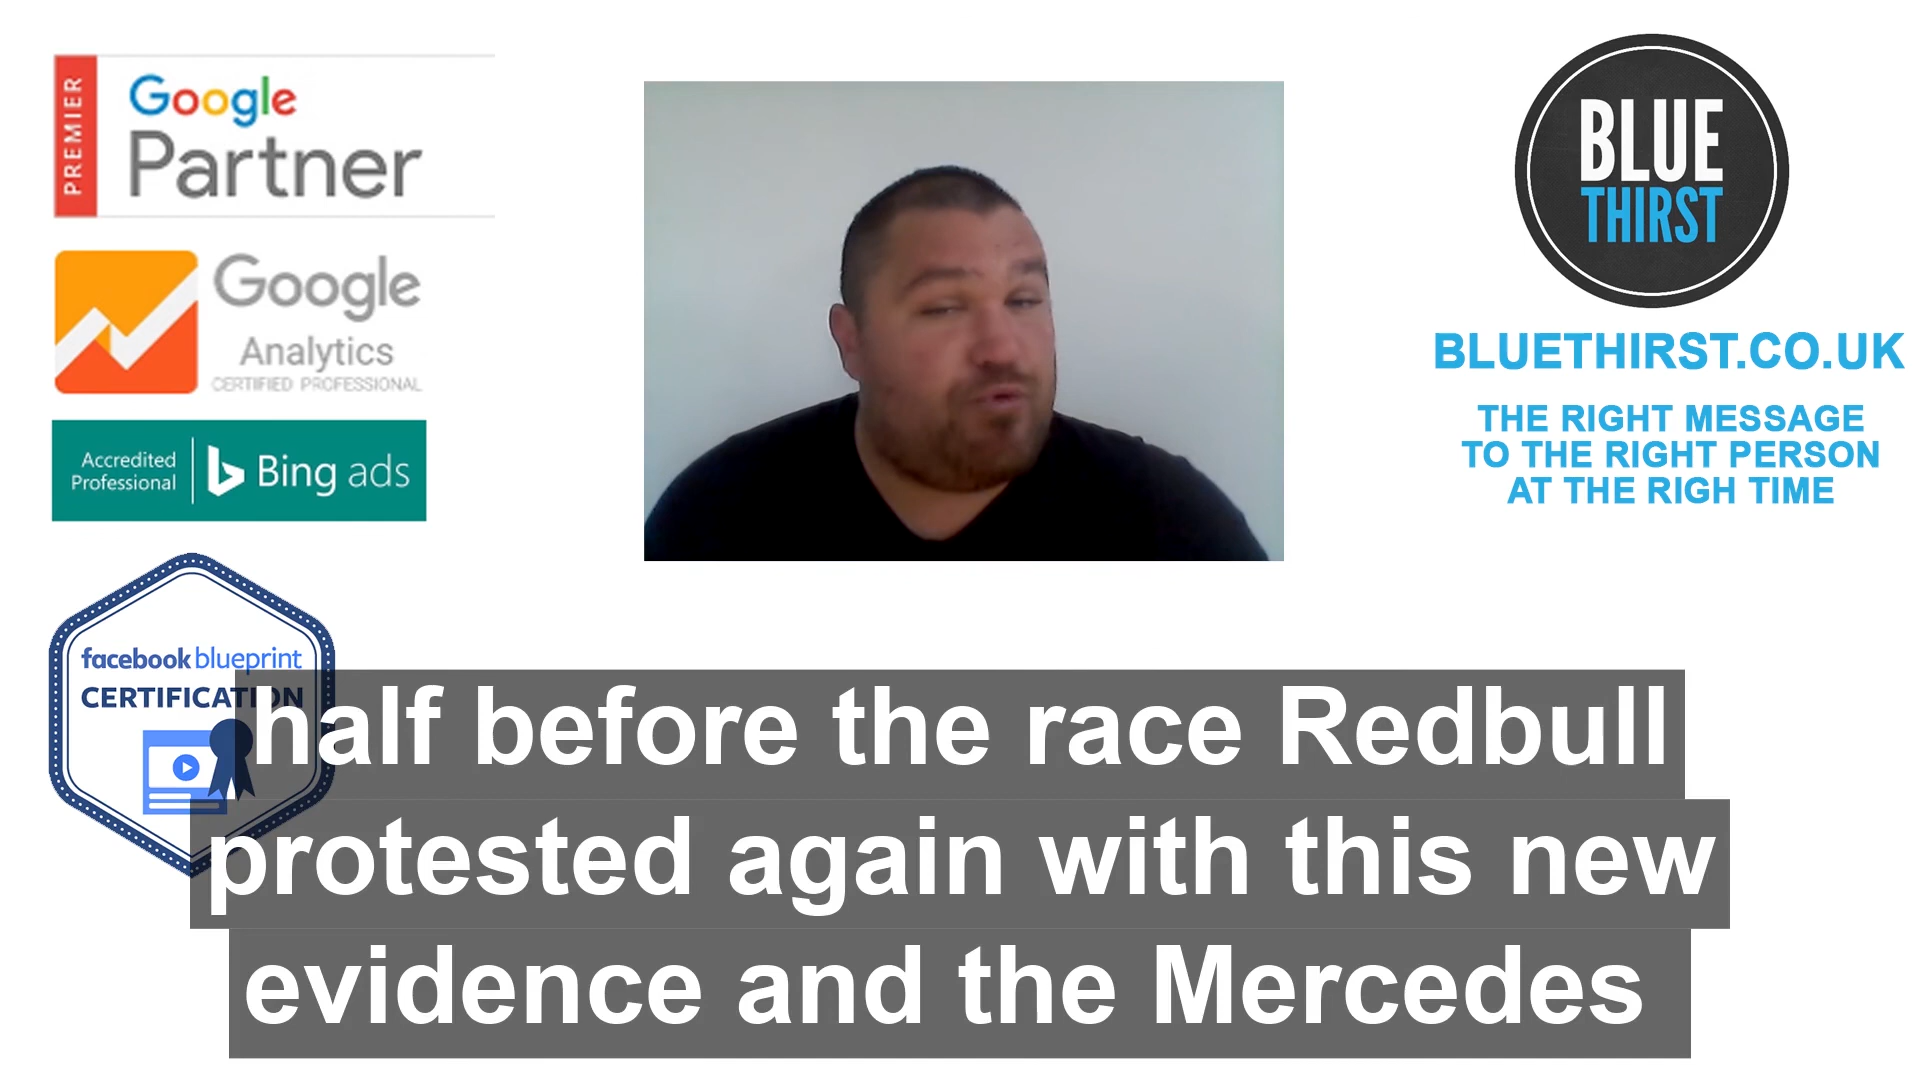 PREMIER
Google
Partner
Google
Analytics
CERTIFIED PROFESSIONAL
Accredited
Professional
Bing ads
facebook blueprint
CERTIFICATION
BLUE
THIRST
BLUETHIRST.CO.UK
THE RIGHT MESSAGE
TO THE RIGHT PERSON
AT THE RIGH TIME
half before the race Redbull
protested again with this new
evidence and the Mercedes